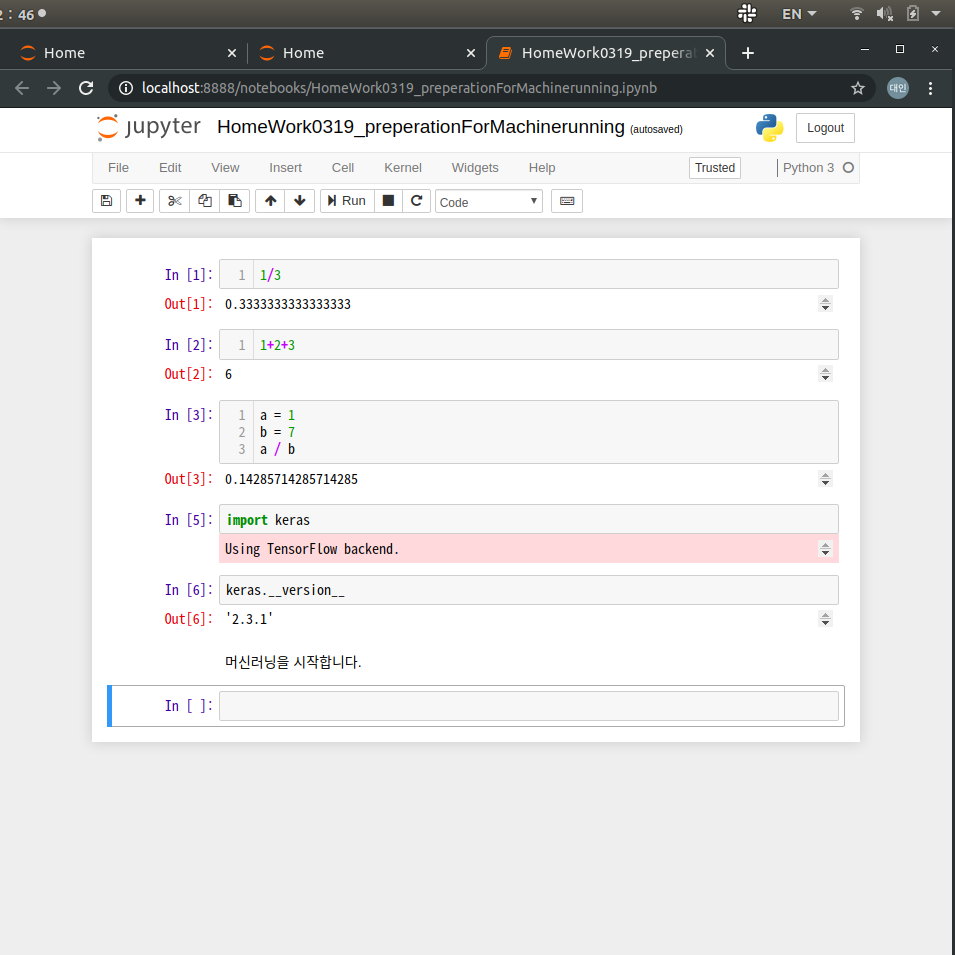 : 46 EN
Home Home HomeWork0319_prepera
localhost:8888/notebooks/HomeWork0319_preperationForMachinerunning.ipynb 대인
jupyter HomeWork0319_preperationForMachinerunning (autosaved) Logout
File Edit View Insert Cell Kernel Widgets Help Trusted Python 3
Run Code
In [1]: 1 1/3
Out[1]: 0.3333333333333333
In [2]: 1 1+2+3
Out[2]: 6
In [3]: 1 a = 1
2 b = 7
3 a / b
Out[3]: 0.14285714285714285
In [5]: import keras
Using TensorFlow backend.
In [6]: keras.__version__
Out[6]: '2.3.1'
머신러닝을 시작합니다.
In [ ]: